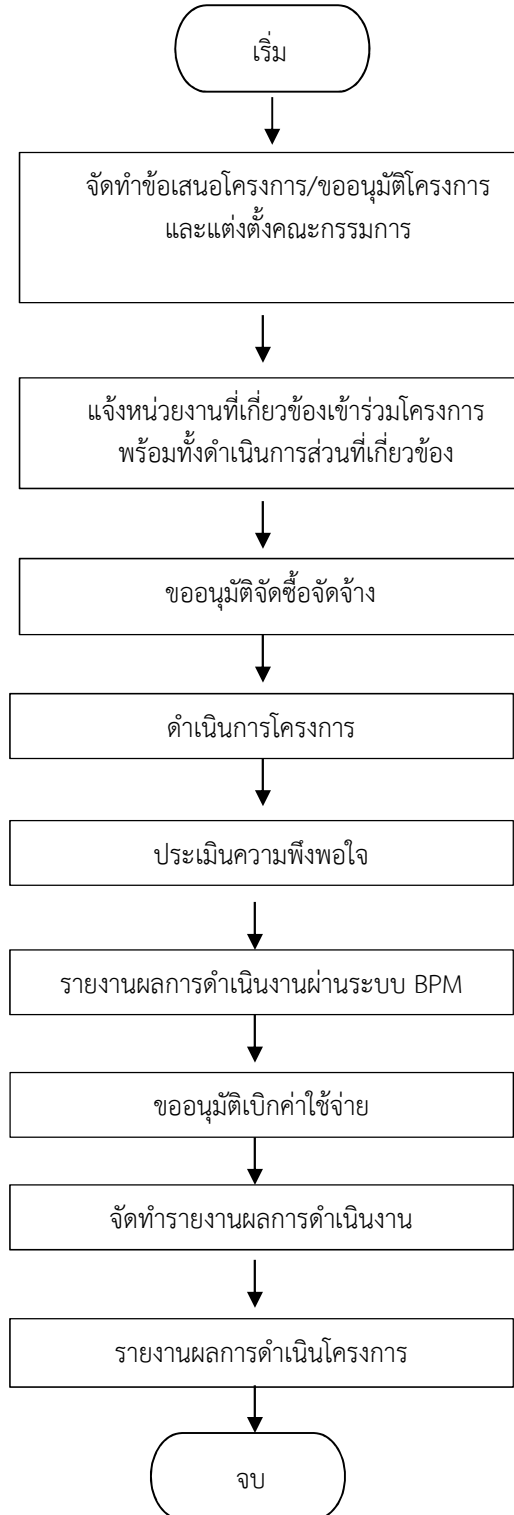 เริ่ม
จัดทำข้อเสนอโครงการ/ขออนุมัติโครงการ
และแต่งตั้งคณะกรรมการ
แจ้งหน่วยงานที่เกี่ยวข้องเข้าร่วมโครงการ
พร้อมทั้งดำเนินการส่วนที่เกี่ยวข้อง
ขออนุมัติจัดซื้อจัดจ้าง
ดำเนินการโครงการ
ประเมินความพึงพอใจ
รายงานผลการดำเนินงานผ่านระบบ BPM
ขออนุมัติเบิกค่าใช้จ่าย
จัดทำรายงานผลการดำเนินงาน
รายงานผลการดำเนินโครงการ
จบ